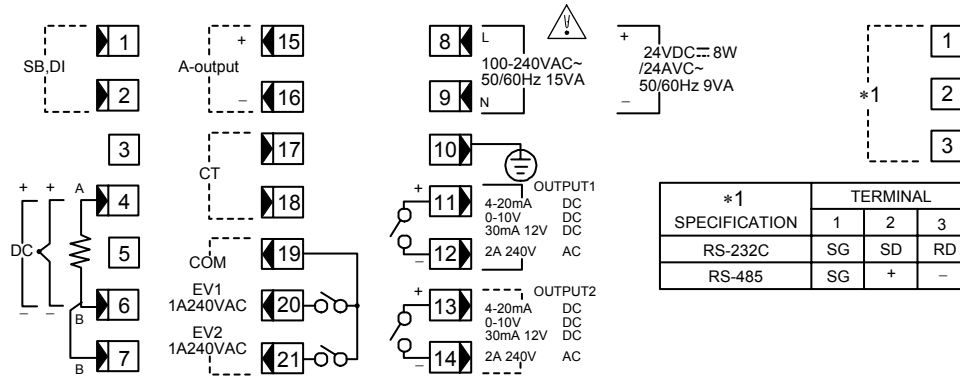 SB,DI
1
2
3
DC
+ +
− −
A
B
B
4
5
6
7
A-output
+
−
15
16
CT
17
18
COM
19
EV1
1A240VAC
20
EV2
1A240VAC
21
8
L
100-240VAC~
50/60Hz 15VA
9
N
+
24VDC⎓ 8W
/24AVC~
50/60Hz 9VA
−
10
+
11
−
12
OUTPUT1
4-20mA DC
0-10V DC
30mA 12V DC
2A 240V AC
+
13
−
14
OUTPUT2
4-20mA DC
0-10V DC
30mA 12V DC
2A 240V AC
∗1
1
2
3
∗1 TERMINAL
SPECIFICATION 1 2 3
RS-232C SG SD RD
RS-485 SG + −